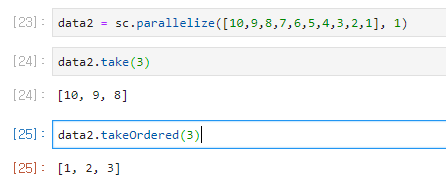 [23]: data2 = sc.parallelize([10,9,8,7,6,5,4,3,2,1], 1)
[24]: data2.take(3)
[24]: [10, 9, 8]
[25]: data2.takeOrdered(3)
[25]: [1, 2, 3]